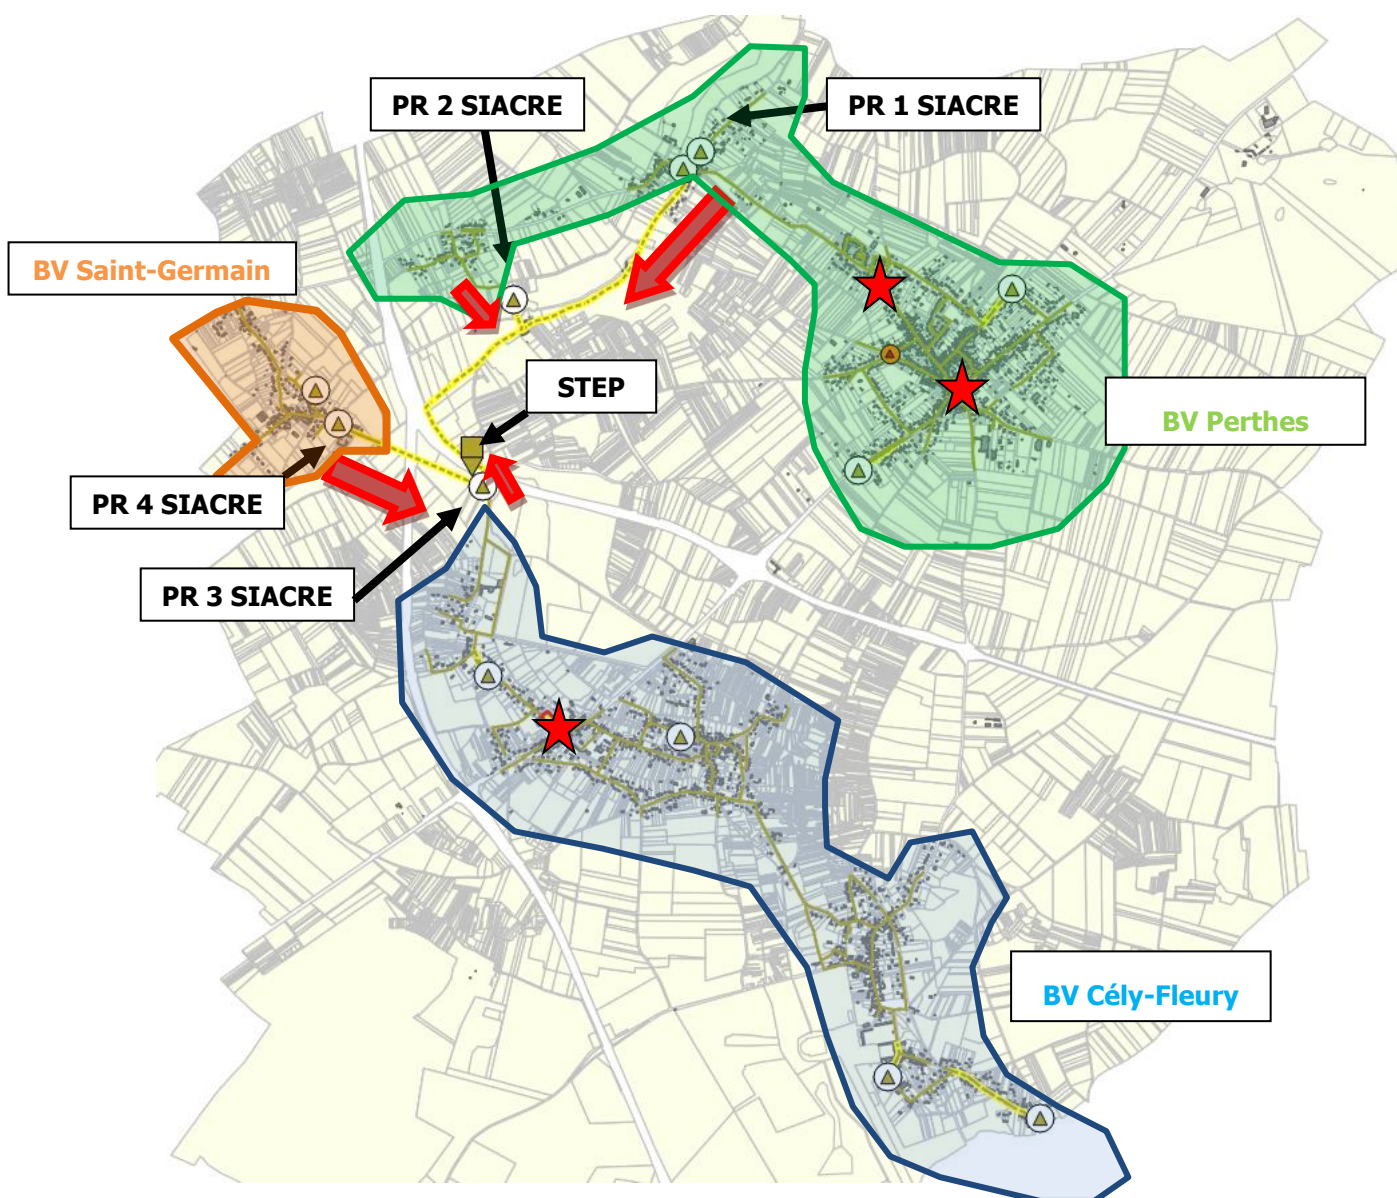 PR 2 SIACRE
PR 1 SIACRE
BV Saint-Germain
STEP
BV Perthes
PR 4 SIACRE
PR 3 SIACRE
BV Cély-Fleury